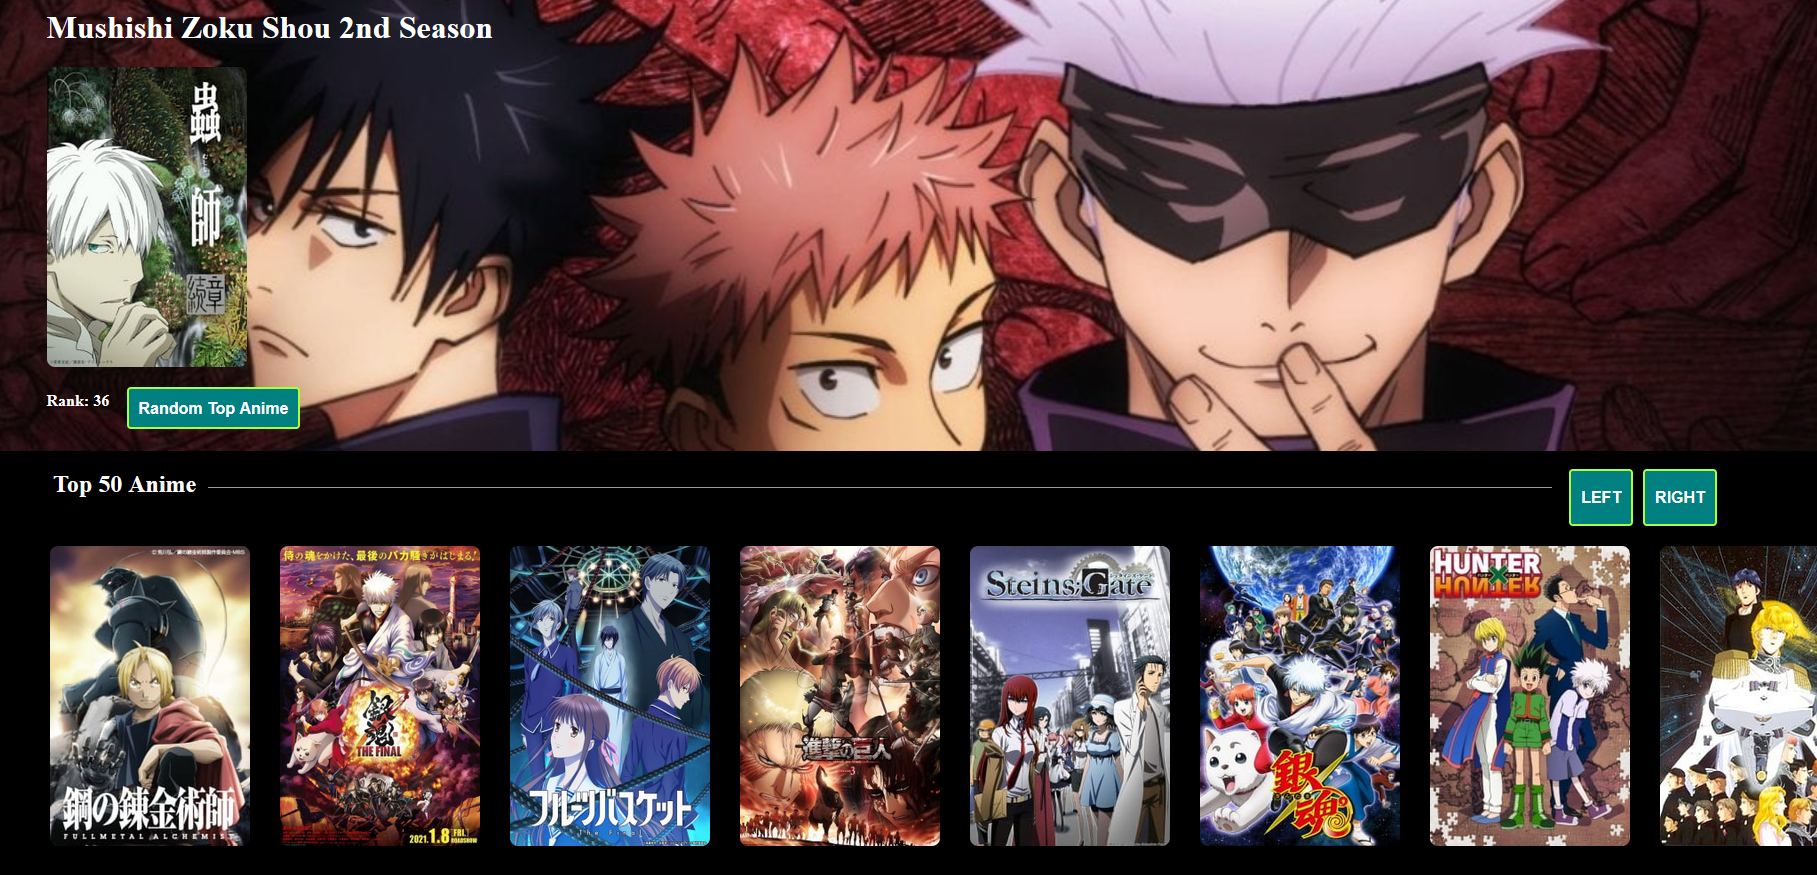 Mushishi Zoku Shou 2nd Season
蟲
師
続章
Rank: 36
Random Top Anime
Top 50 Anime
LEFT
RIGHT
鋼の錬金術師
FULLMETAL ALCHEMIST
侍の魂をかけた、最後のバカ騒ぎがはじまる!
銀魂
THE FINAL
2021.1.8 FRI.
ROADSHOW
フルーツバスケット
The Final
進撃の巨人
Steins;Gate
銀
魂
HUNTER
HUNTER